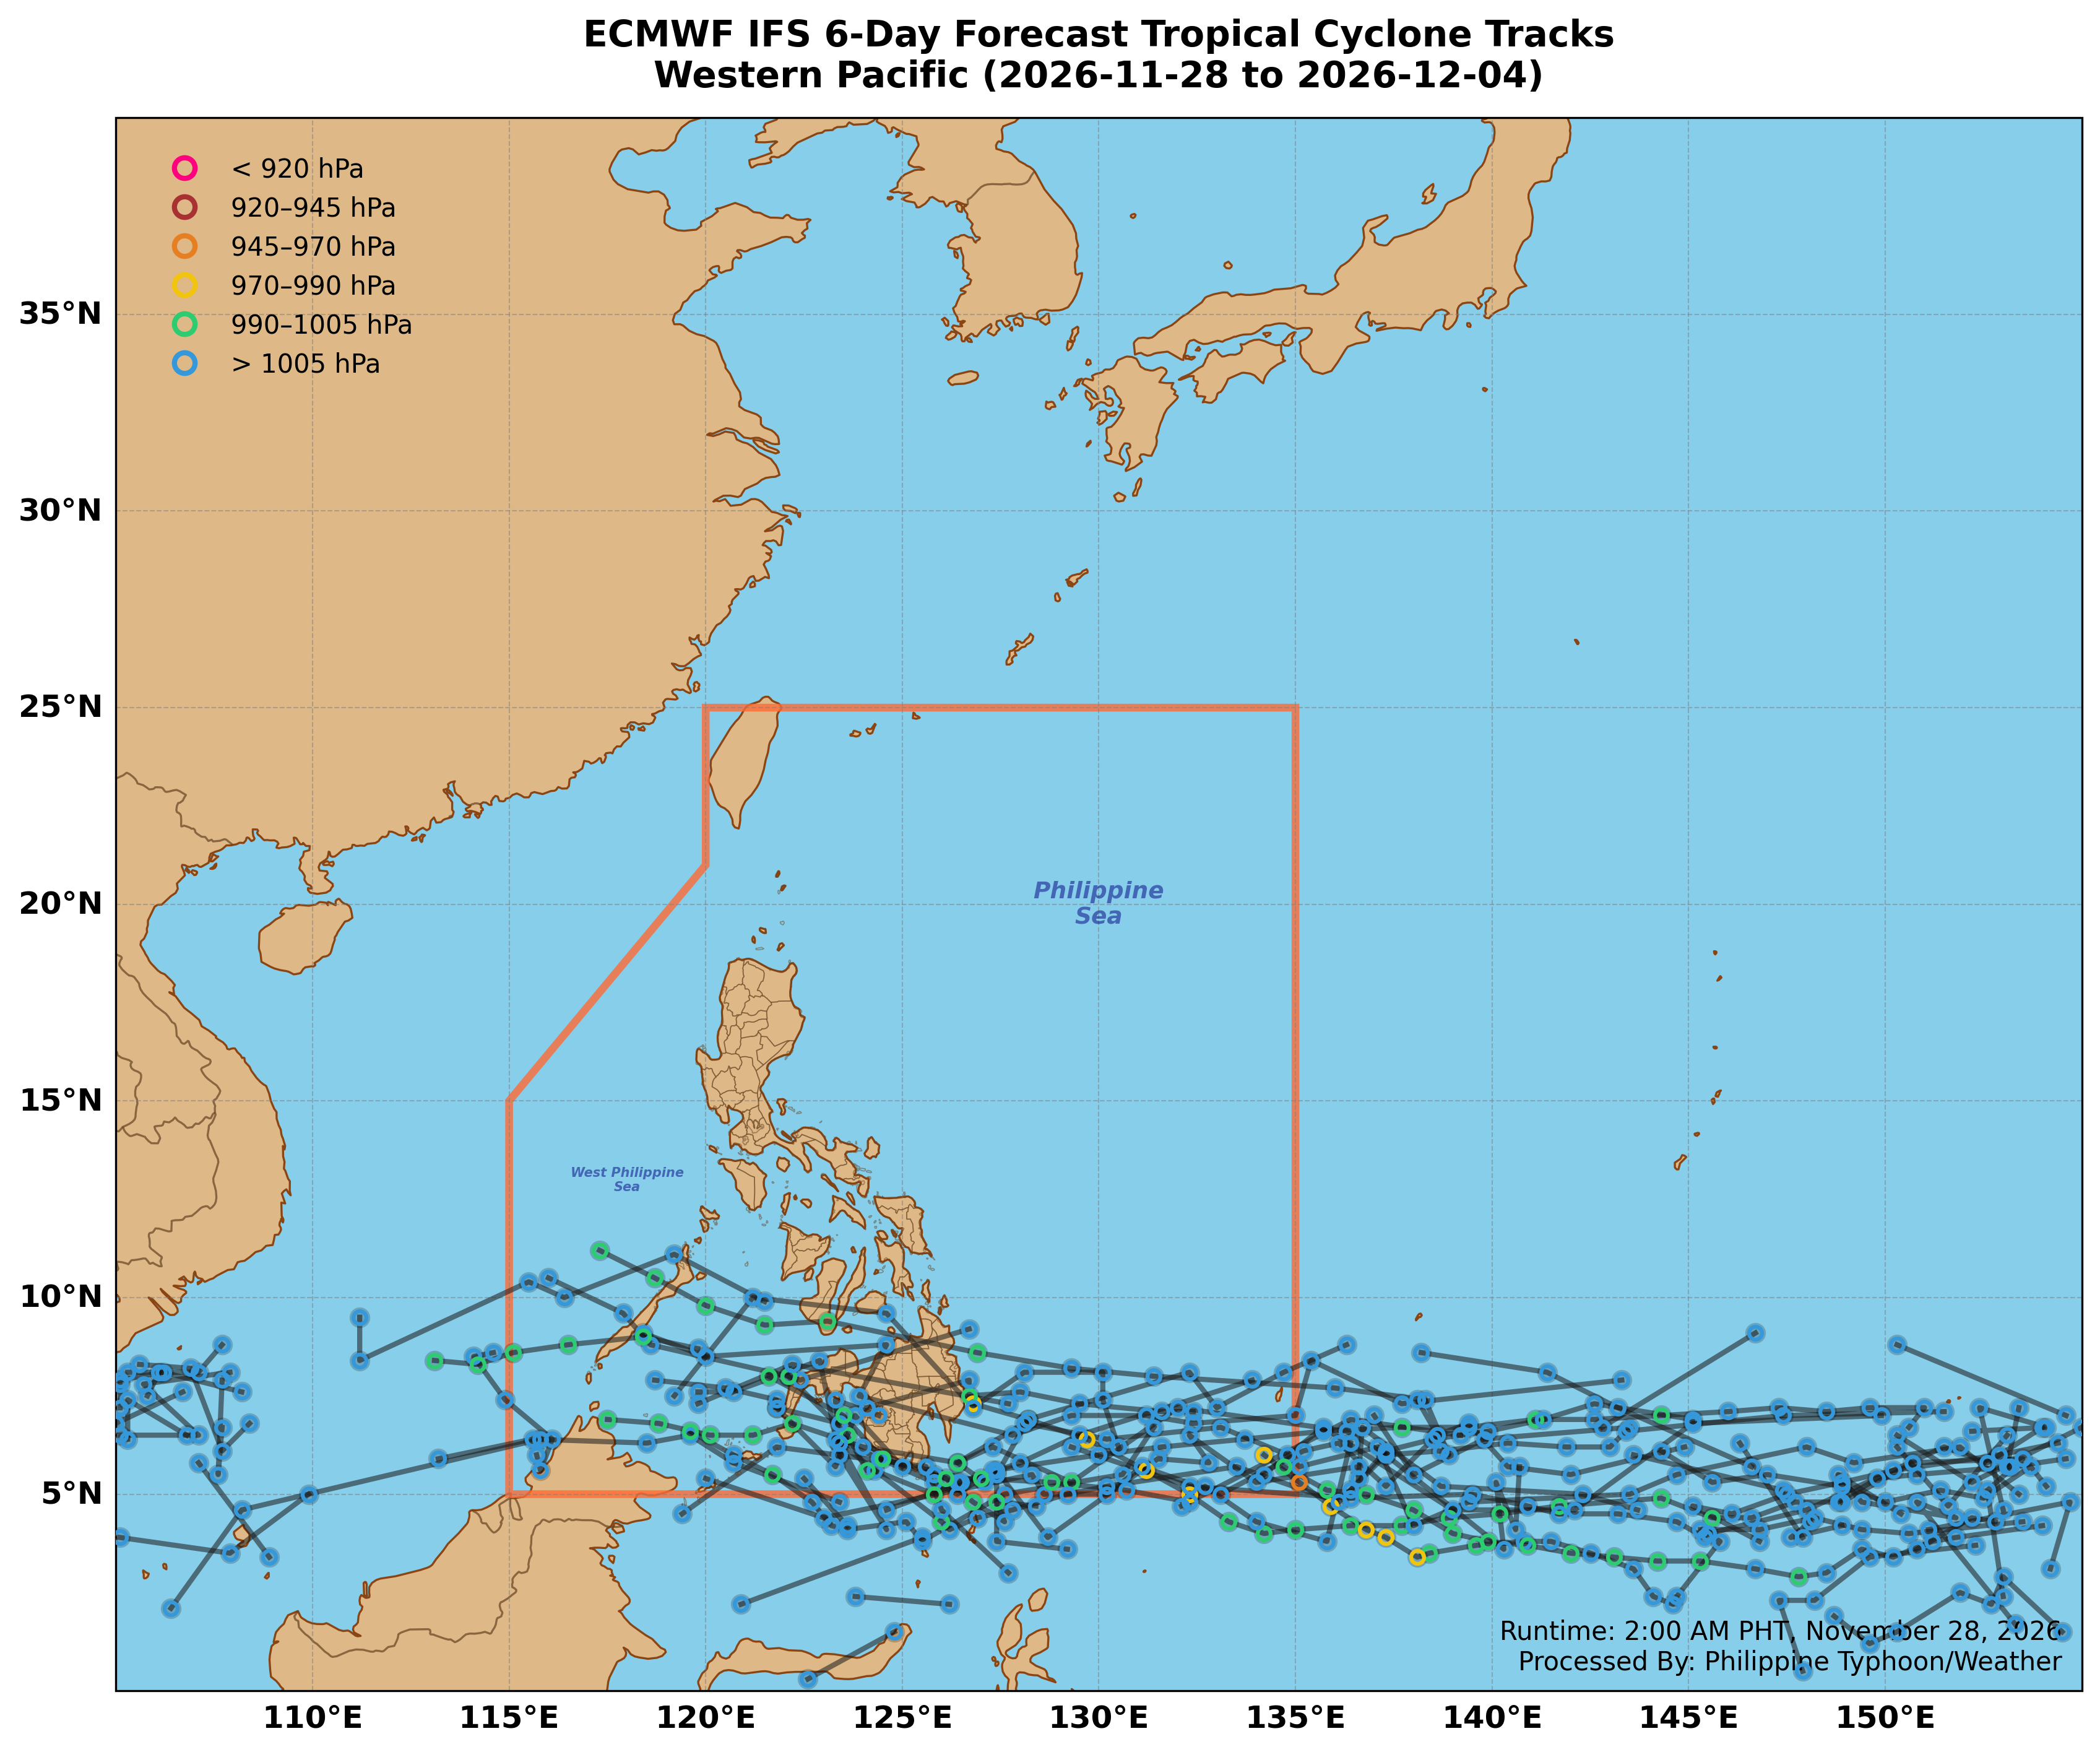 ECMWF IFS 6-Day Forecast Tropical Cyclone Tracks
Western Pacific (2026-11-28 to 2026-12-04)
< 920 hPa
920–945 hPa
945–970 hPa
970–990 hPa
990–1005 hPa
> 1005 hPa
35°N
30°N
25°N
20°N
15°N
10°N
5°N
Philippine
Sea
West Philippine
Sea
Runtime: 2:00 AM PHT, November 28, 2026
Processed By: Philippine Typhoon/Weather
110°E
115°E
120°E
125°E
130°E
135°E
140°E
145°E
150°E